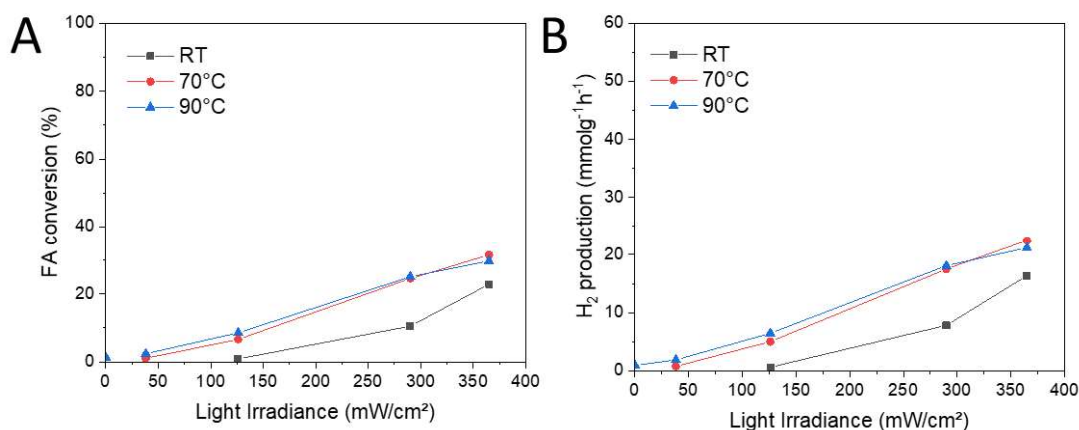 A
100
80
60
40
20
0
FA conversion (%)
RT
70°C
90°C
0 50 100 150 200 250 300 350 400
Light Irradiance (mW/cm²)
B
60
50
40
30
20
10
0
H₂ production (mmolg⁻¹h⁻¹)
RT
70°C
90°C
0 50 100 150 200 250 300 350 400
Light Irradiance (mW/cm²)